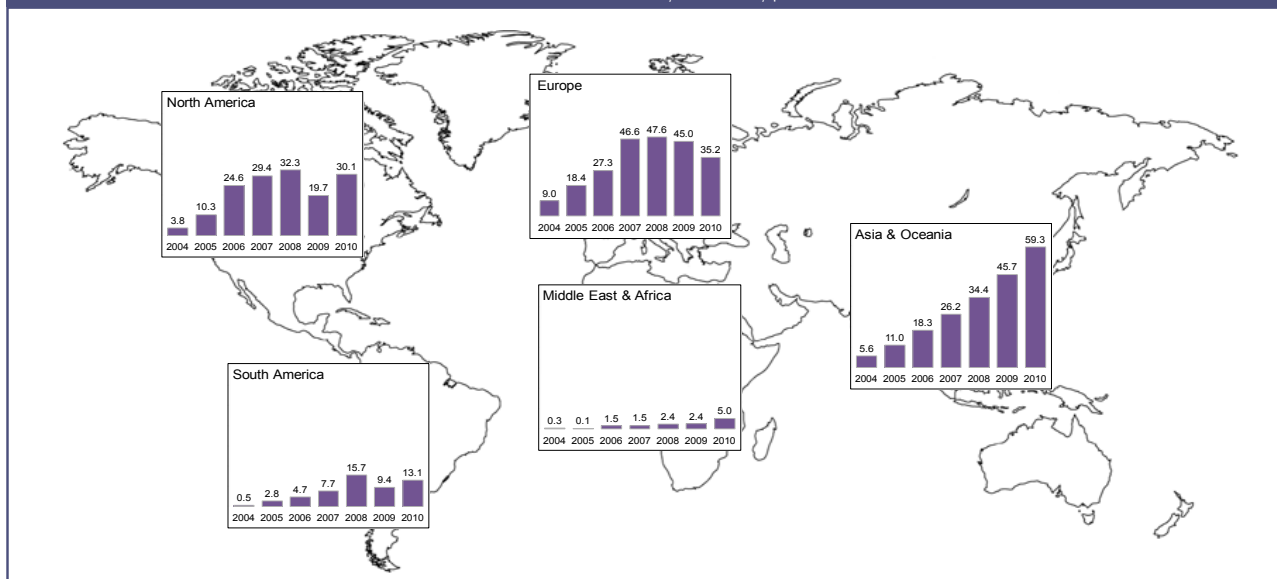 North America
3.8 10.3 24.6 29.4 32.3 19.7 30.1
2004 2005 2006 2007 2008 2009 2010
Europe
9.0 18.4 27.3 46.6 47.6 45.0 35.2
2004 2005 2006 2007 2008 2009 2010
Asia & Oceania
5.6 11.0 18.3 26.2 34.4 45.7 59.3
2004 2005 2006 2007 2008 2009 2010
Middle East & Africa
0.3 0.1 1.5 1.5 2.4 2.4 5.0
2004 2005 2006 2007 2008 2009 2010
South America
0.5 2.8 4.7 7.7 15.7 9.4 13.1
2004 2005 2006 2007 2008 2009 2010